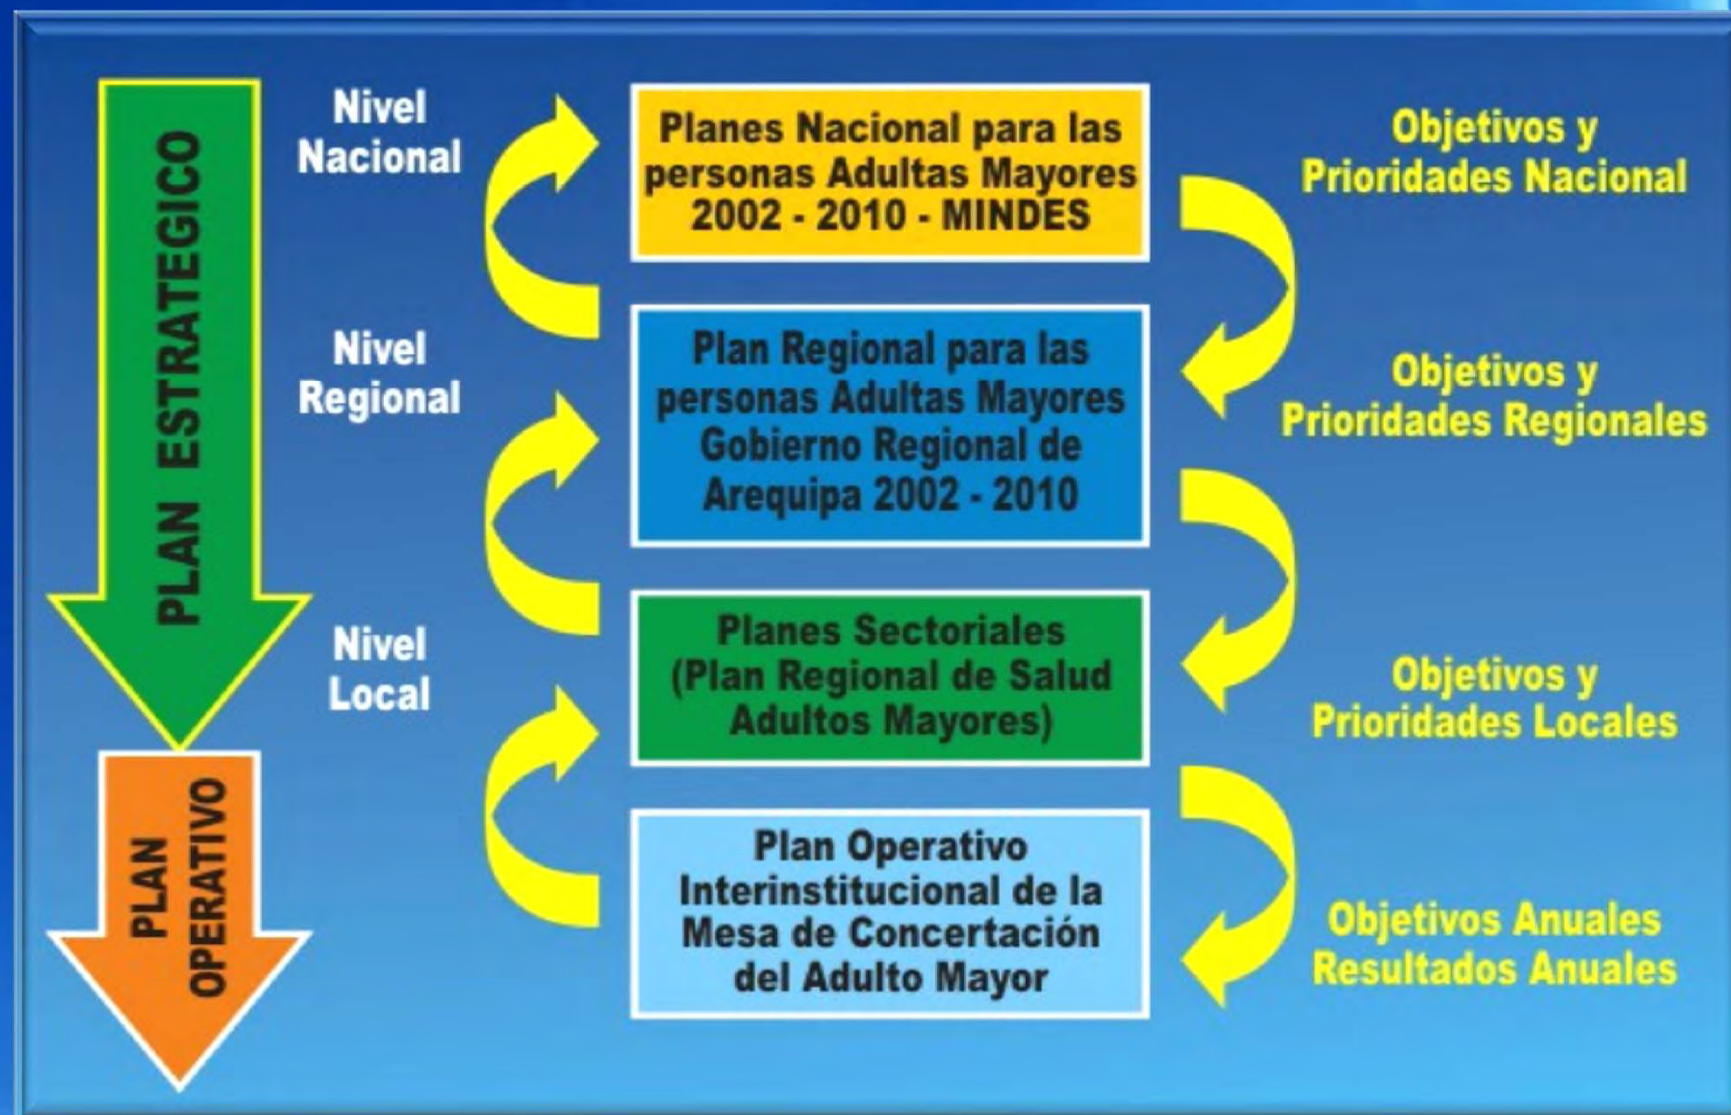 PLAN ESTRATEGICO
Nivel
Nacional
Planes Nacional para las
personas Adultas Mayores
2002 - 2010 - MINDES
Objetivos y
Prioridades Nacional
Nivel
Regional
Plan Regional para las
personas Adultas Mayores
Gobierno Regional de
Arequipa 2002 - 2010
Objetivos y
Prioridades Regionales
Nivel
Local
Planes Sectoriales
(Plan Regional de Salud
Adultos Mayores)
Objetivos y
Prioridades Locales
PLAN
OPERATIVO
Plan Operativo
Interinstitucional de la
Mesa de Concertación
del Adulto Mayor
Objetivos Anuales
Resultados Anuales